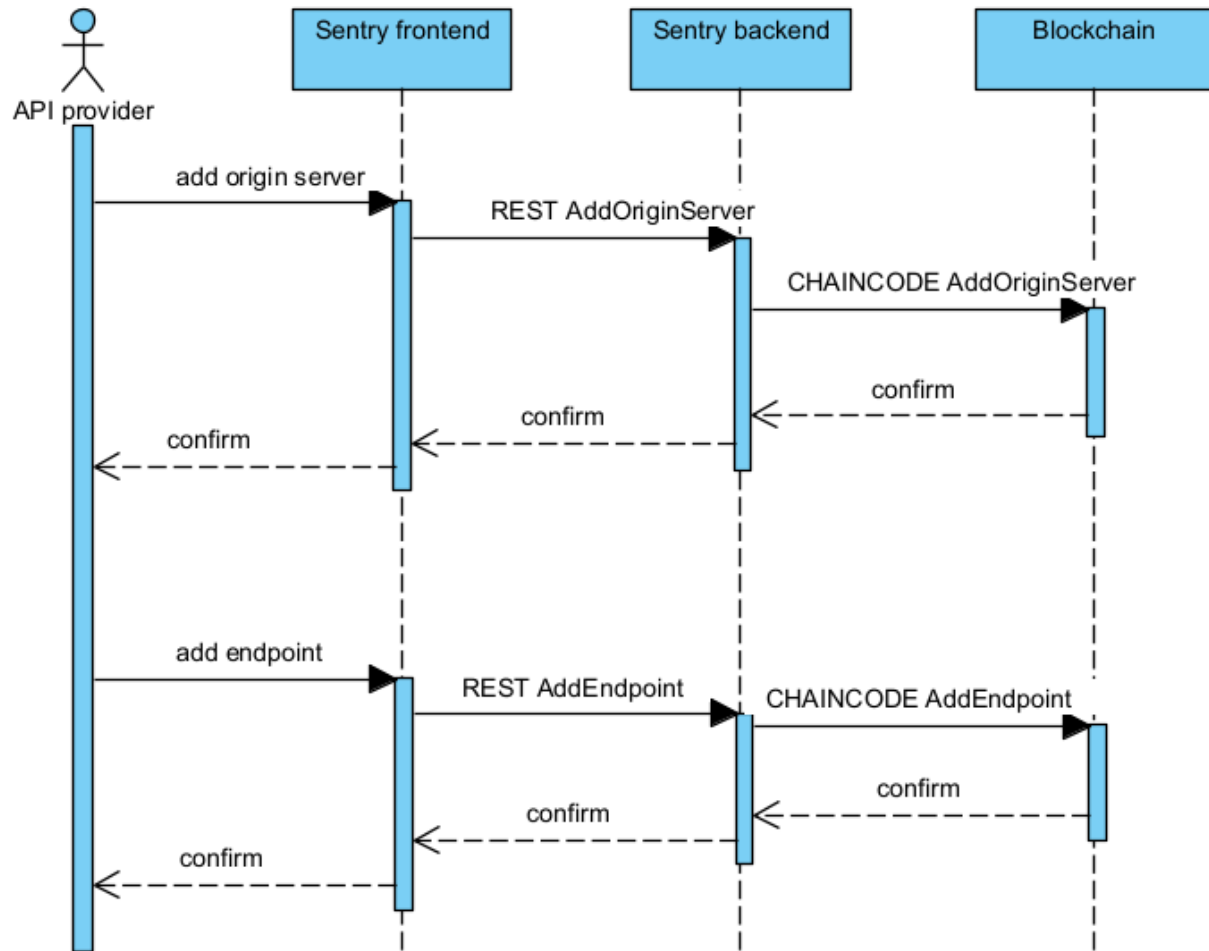 Sentry frontend
Sentry backend
Blockchain
API provider
add origin server
REST AddOriginServer
CHAINCODE AddOriginServer
confirm
confirm
confirm
add endpoint
REST AddEndpoint
CHAINCODE AddEndpoint
confirm
confirm
confirm